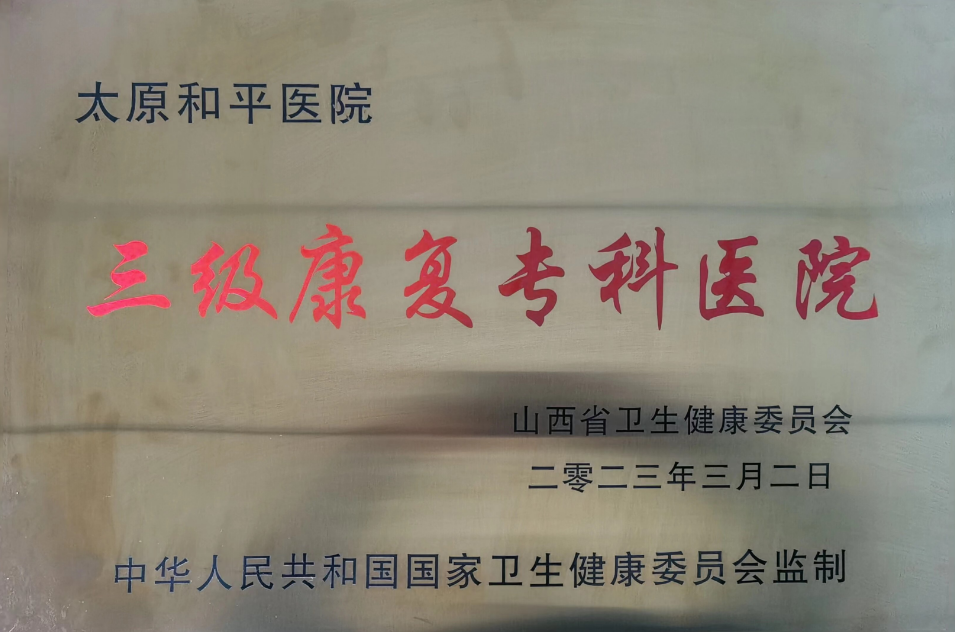 太原和平医院
三级康复专科医院
山西省卫生健康委员会
二零二三年三月二日
中华人民共和国国家卫生健康委员会监制